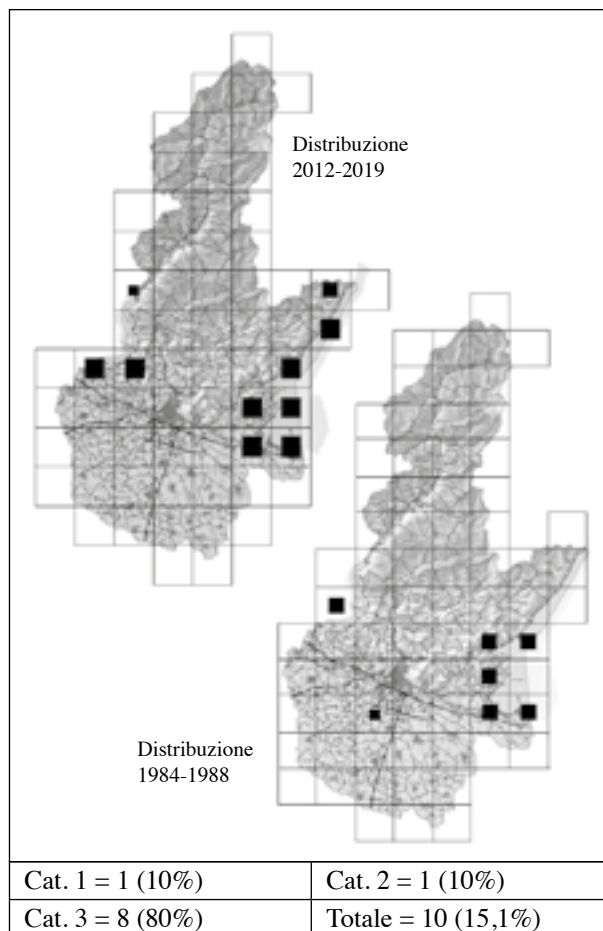 Distribuzione
2012-2019
Distribuzione
1984-1988
Cat. 1 = 1 (10%)
Cat. 2 = 1 (10%)
Cat. 3 = 8 (80%)
Totale = 10 (15,1%)